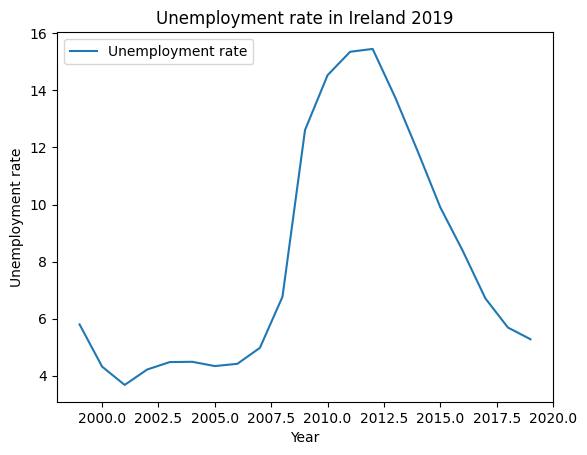 Unemployment rate in Ireland 2019
Unemployment rate
16
14
12
10
8
6
4
Unemployment rate
2000.0 2002.5 2005.0 2007.5 2010.0 2012.5 2015.0 2017.5 2020.0
Year